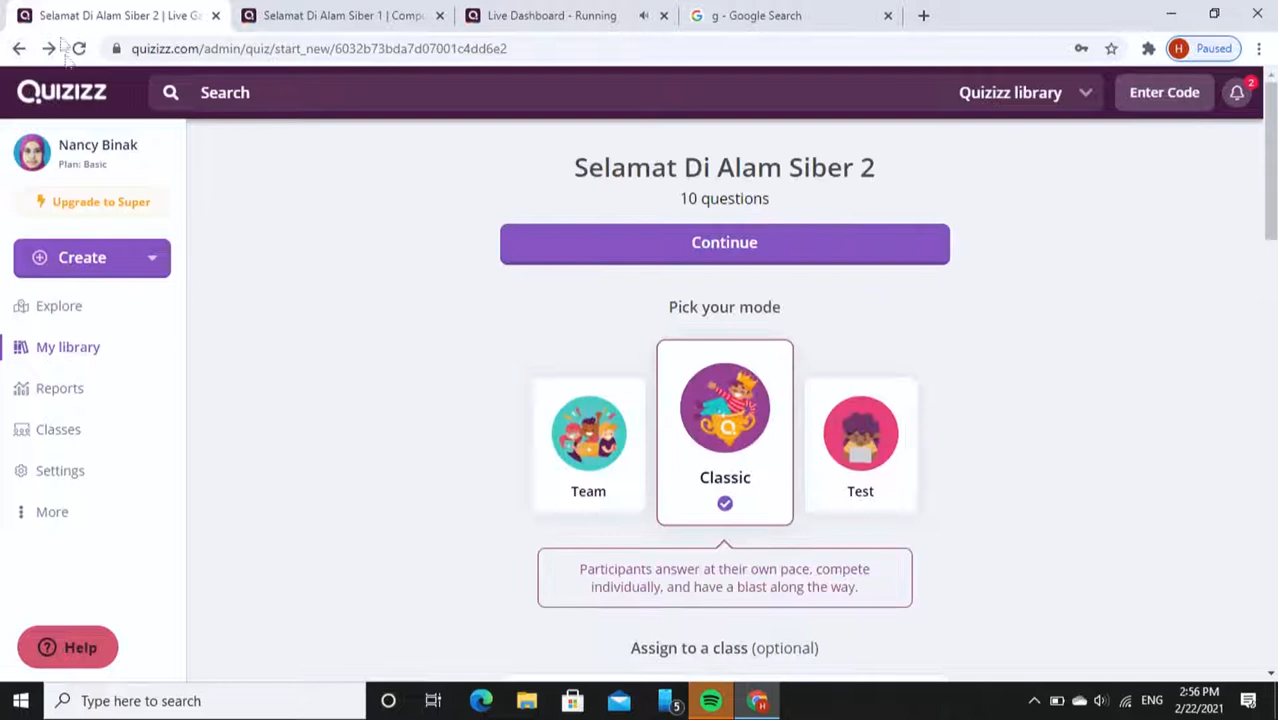 Selamat Di Alam Siber 2 | Live Ga
Selamat Di Alam Siber 1 | Compu
Live Dashboard - Running
g - Google Search
quizizz.com/admin/quiz/start_new/6032b73bda7d07001c4dd6e2
H Paused
QUIZIZZ
Search
Quizizz library
Enter Code
2
Nancy Binak
Plan: Basic
Upgrade to Super
Create
Explore
My library
Reports
Classes
Settings
More
Help
Selamat Di Alam Siber 2
10 questions
Continue
Pick your mode
Team
Classic
Test
Participants answer at their own pace, compete
individually, and have a blast along the way.
Assign to a class (optional)
Type here to search
5
H
ENG
2:56 PM
2/22/2021